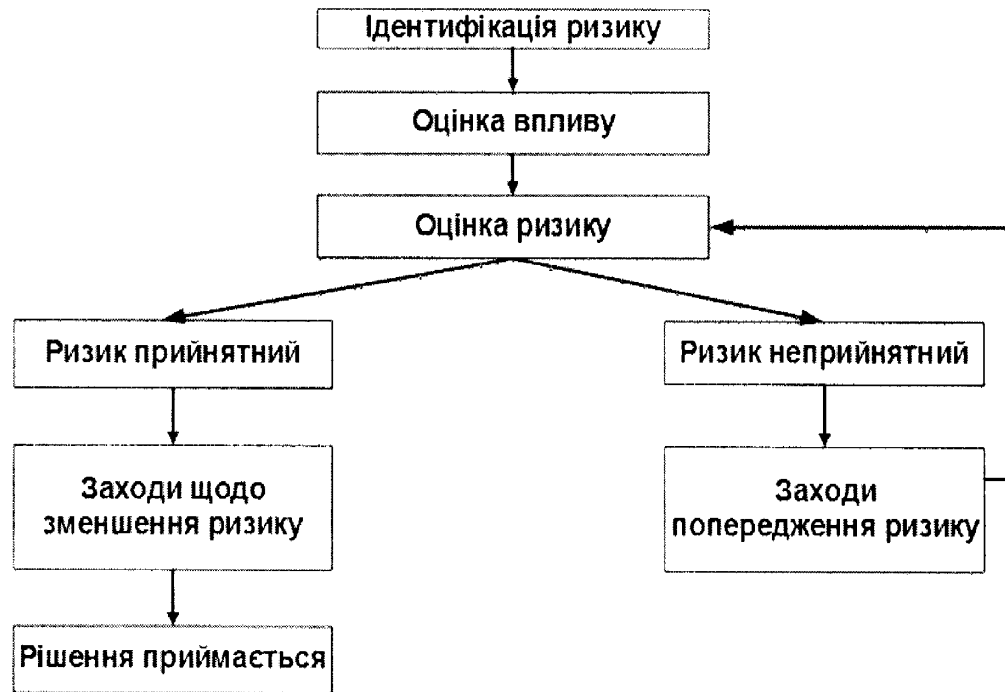 Ідентифікація ризику
Оцінка впливу
Оцінка ризику
Ризик прийнятний
Ризик неприйнятний
Заходи щодо
зменшення ризику
Заходи
попередження ризику
Рішення приймається